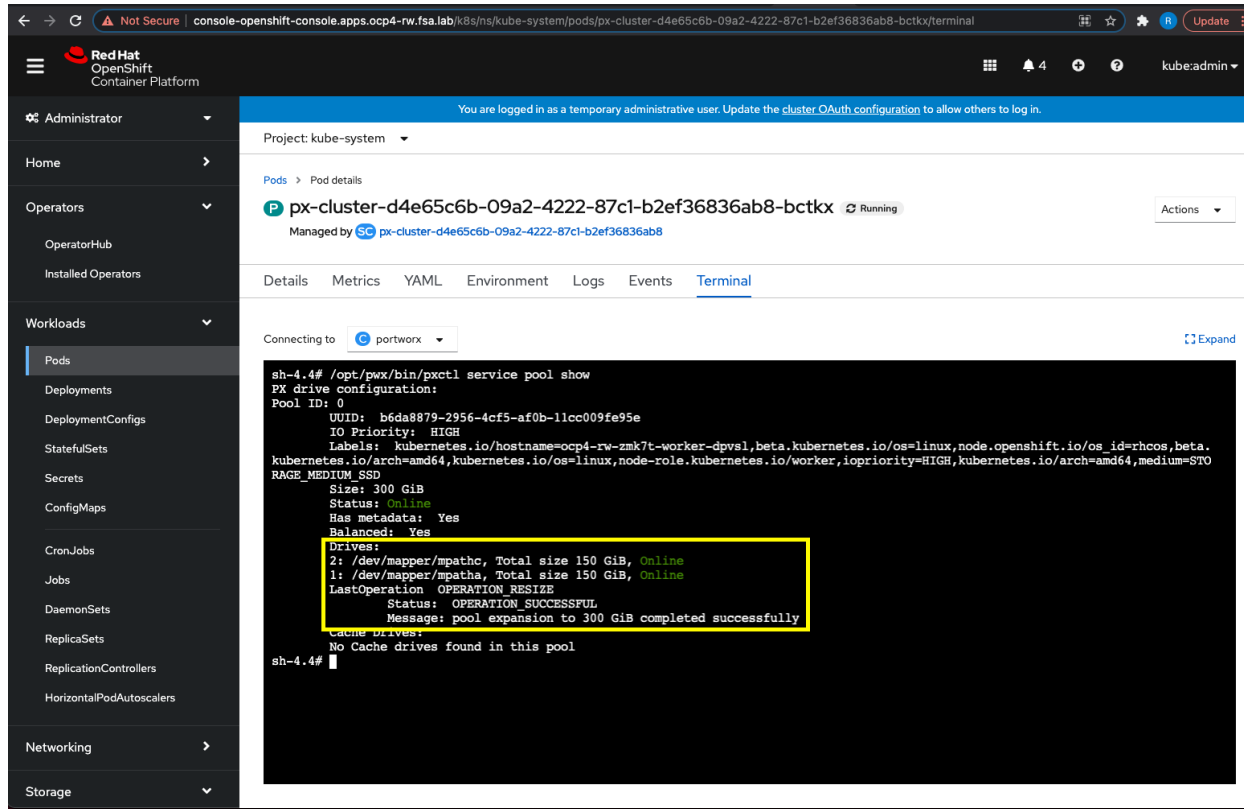 Not Secure | console-openshift-console.apps.ocp4-rw.fsa.lab/k8s/ns/kube-system/pods/px-cluster-d4e65c6b-09a2-4222-87c1-b2ef36836ab8-bctkx/terminal
R
Update
Red Hat
OpenShift
Container Platform
4
kube:admin
You are logged in as a temporary administrative user. Update the cluster OAuth configuration to allow others to log in.
Administrator
Home
Operators
OperatorHub
Installed Operators
Workloads
Pods
Deployments
DeploymentConfigs
StatefulSets
Secrets
ConfigMaps
CronJobs
Jobs
DaemonSets
ReplicaSets
ReplicationControllers
HorizontalPodAutoscalers
Networking
Storage
Project: kube-system
Pods > Pod details
P px-cluster-d4e65c6b-09a2-4222-87c1-b2ef36836ab8-bctkx Running
Actions
Managed by SC px-cluster-d4e65c6b-09a2-4222-87c1-b2ef36836ab8
Details Metrics YAML Environment Logs Events Terminal
Connecting to C portworx
Expand
sh-4.4# /opt/pwx/bin/pxctl service pool show
PX drive configuration:
Pool ID: 0
UUID: b6da8879-2956-4cf5-af0b-11cc009fe95e
IO Priority: HIGH
Labels: kubernetes.io/hostname=ocp4-rw-zmk7t-worker-dpvsl,beta.kubernetes.io/os=linux,node.openshift.io/os_id=rhcos,beta.
kubernetes.io/arch=amd64,kubernetes.io/os=linux,node-role.kubernetes.io/worker,iopriority=HIGH,kubernetes.io/arch=amd64,medium=STO
RAGE_MEDIUM_SSD
Size: 300 GiB
Status: Online
Has metadata: Yes
Balanced: Yes
Drives:
2: /dev/mapper/mpathc, Total size 150 GiB, Online
1: /dev/mapper/mpatha, Total size 150 GiB, Online
LastOperation OPERATION_RESIZE
Status: OPERATION_SUCCESSFUL
Message: pool expansion to 300 GiB completed successfully
Cache Drives:
No Cache drives found in this pool
sh-4.4#